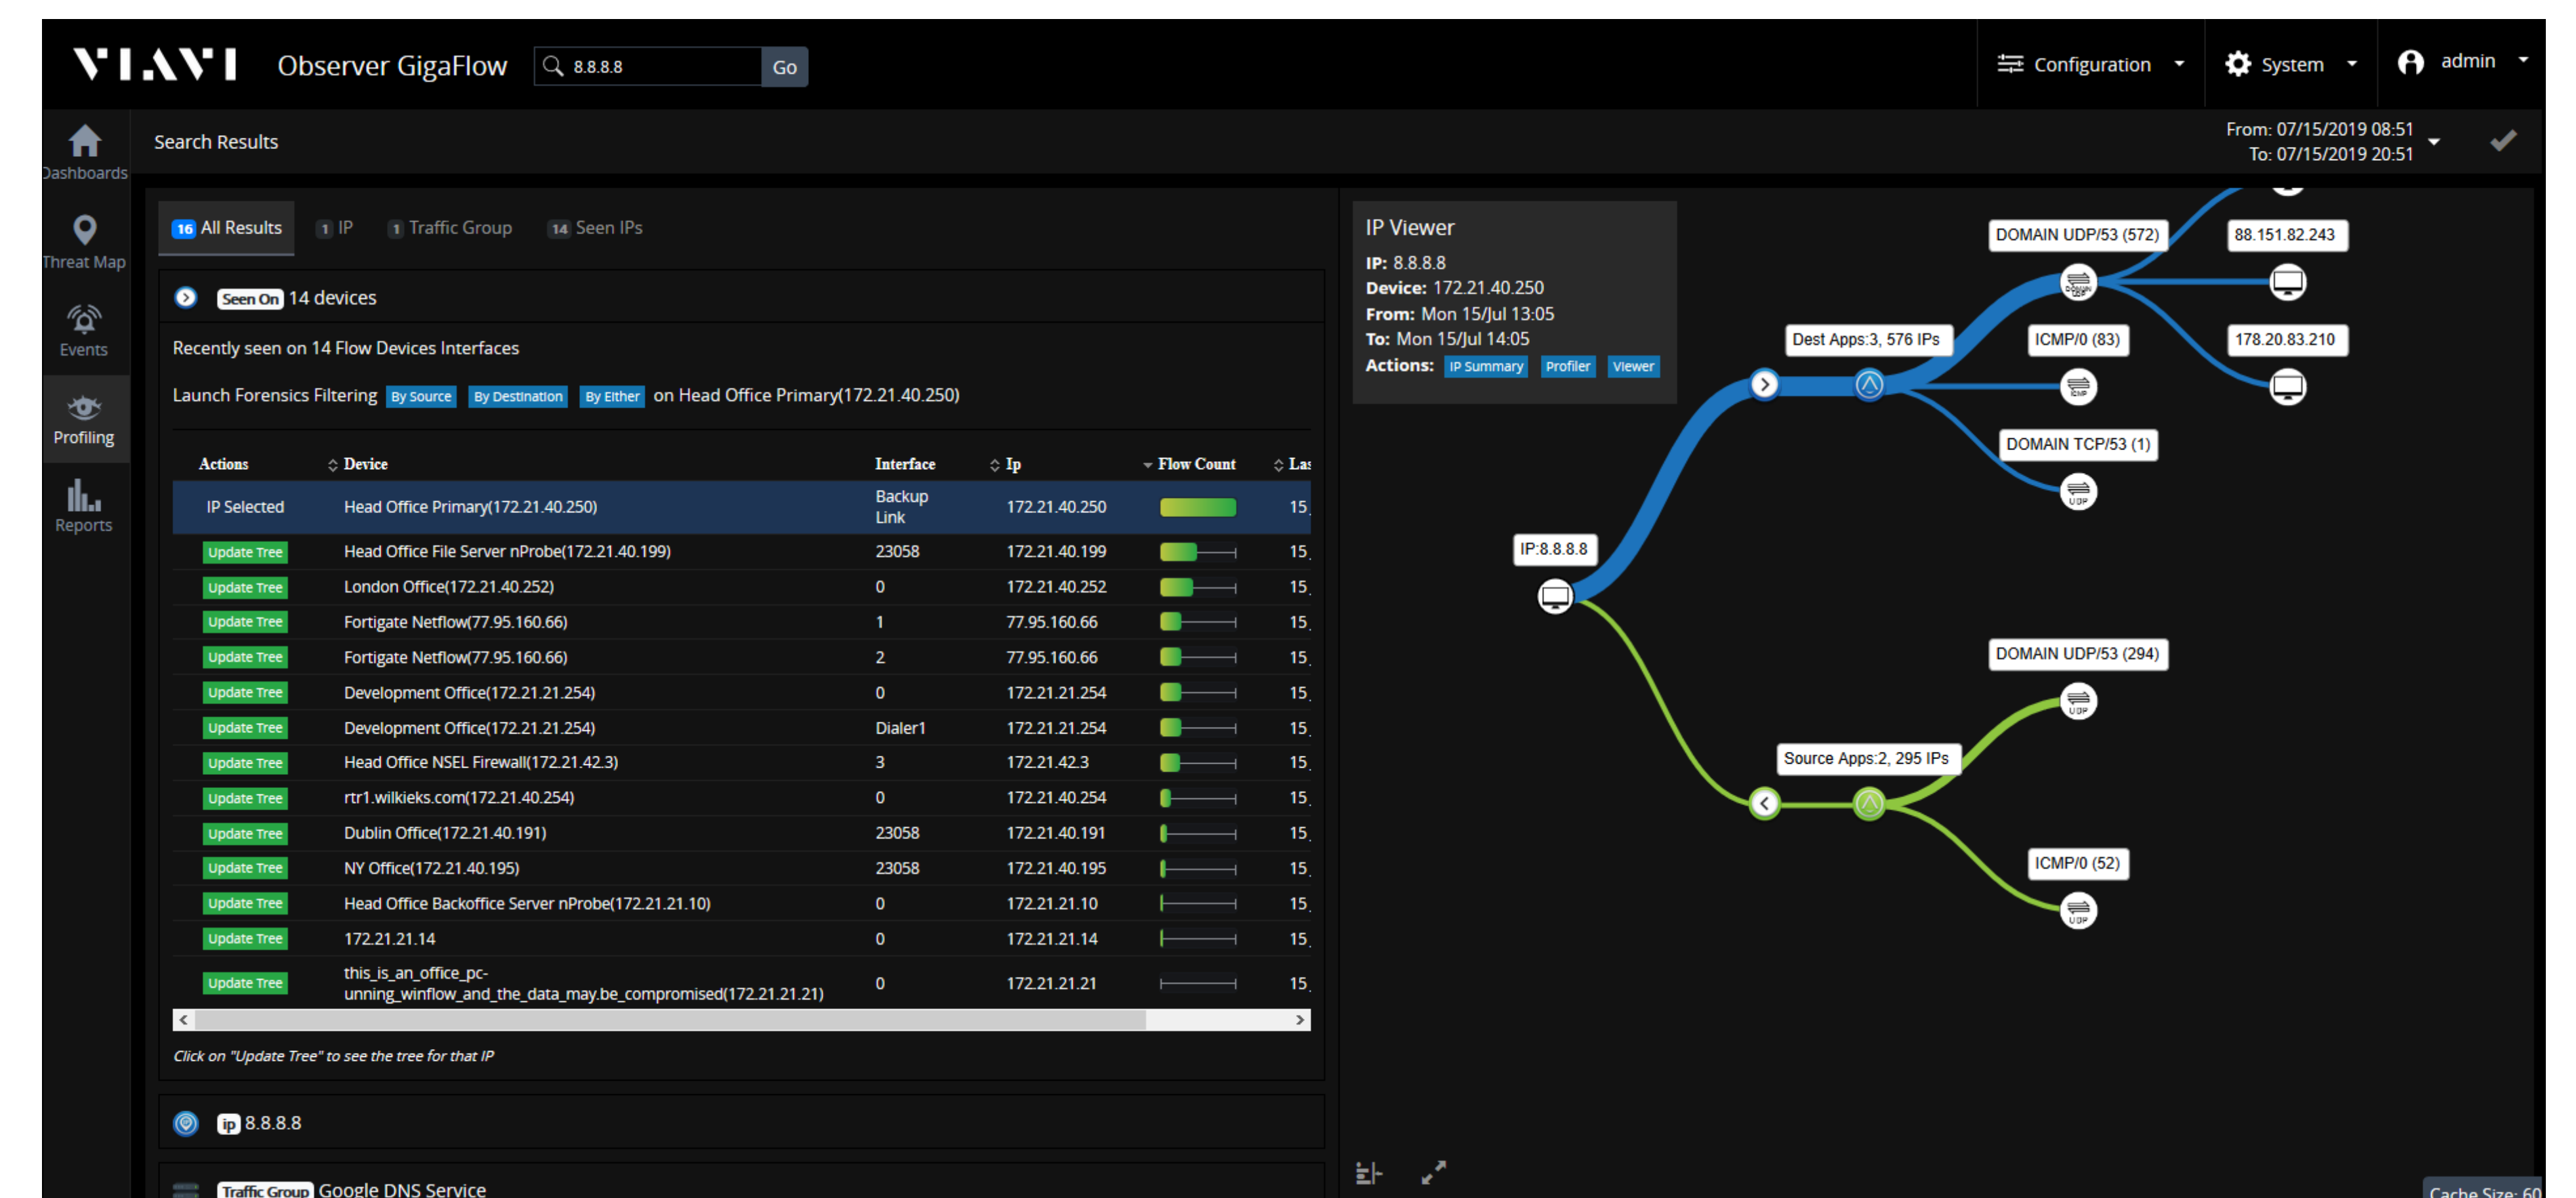 VIAVI Observer GigaFlow 8.8.8.8 Go Configuration System admin
Search Results From: 07/15/2019 08:51
To: 07/15/2019 20:51
Dashboards
Threat Map
Events
Profiling
Reports
16 All Results 1 IP 1 Traffic Group 14 Seen IPs
Seen On 14 devices
Recently seen on 14 Flow Devices Interfaces
Launch Forensics Filtering By Source By Destination By Either on Head Office Primary(172.21.40.250)
Actions Device Interface Ip Flow Count Las
IP Selected Head Office Primary(172.21.40.250) Backup Link 172.21.40.250 15
Update Tree Head Office File Server nProbe(172.21.40.199) 23058 172.21.40.199 15
Update Tree London Office(172.21.40.252) 0 172.21.40.252 15
Update Tree Fortigate Netflow(77.95.160.66) 1 77.95.160.66 15
Update Tree Fortigate Netflow(77.95.160.66) 2 77.95.160.66 15
Update Tree Development Office(172.21.21.254) 0 172.21.21.254 15
Update Tree Development Office(172.21.21.254) Dialer1 172.21.21.254 15
Update Tree Head Office NSEL Firewall(172.21.42.3) 3 172.21.42.3 15
Update Tree rtr1.wilkieks.com(172.21.40.254) 0 172.21.40.254 15
Update Tree Dublin Office(172.21.40.191) 23058 172.21.40.191 15
Update Tree NY Office(172.21.40.195) 23058 172.21.40.195 15
Update Tree Head Office Backoffice Server nProbe(172.21.21.10) 0 172.21.21.10 15
Update Tree 172.21.21.14 0 172.21.21.14 15
Update Tree this_is_an_office_pc-
unning_winflow_and_the_data_may.be_compromised(172.21.21.21) 0 172.21.21.21 15
Click on "Update Tree" to see the tree for that IP
ip 8.8.8.8
Traffic Group Google DNS Service
IP Viewer
IP: 8.8.8.8
Device: 172.21.40.250
From: Mon 15/Jul 13:05
To: Mon 15/Jul 14:05
Actions: IP Summary Profiler Viewer
DOMAIN UDP/53 (572) 88.151.82.243
DOMAIN
UDP
Dest Apps:3, 576 IPs ICMP/0 (83) 178.20.83.210
ICMP
DOMAIN TCP/53 (1)
UDP
IP:8.8.8.8
DOMAIN UDP/53 (294)
UDP
Source Apps:2, 295 IPs
ICMP/0 (52)
UDP
Cache Size: 60